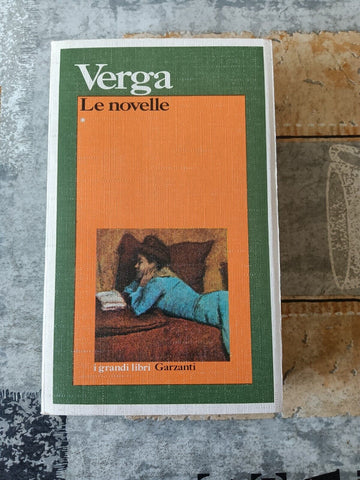 Verga
Le novelle
*
i grandi libri Garzanti